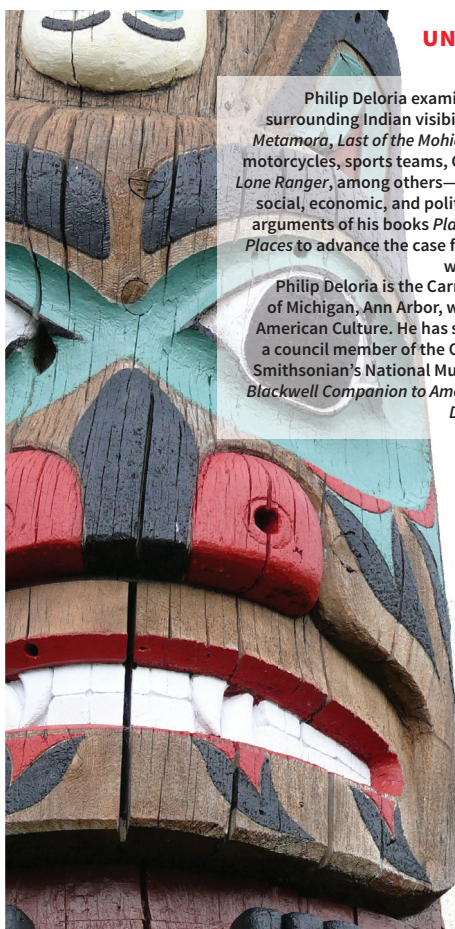 UN
Philip Deloria exami
surrounding Indian visibi
Metamora, Last of the Mohic
motorcycles, sports teams, C
Lone Ranger, among others—
social, economic, and polit
arguments of his books Pla
Places to advance the case f
w
Philip Deloria is the Carr
of Michigan, Ann Arbor, w
American Culture. He has s
a council member of the C
Smithsonian's National Mu
Blackwell Companion to Ame
D